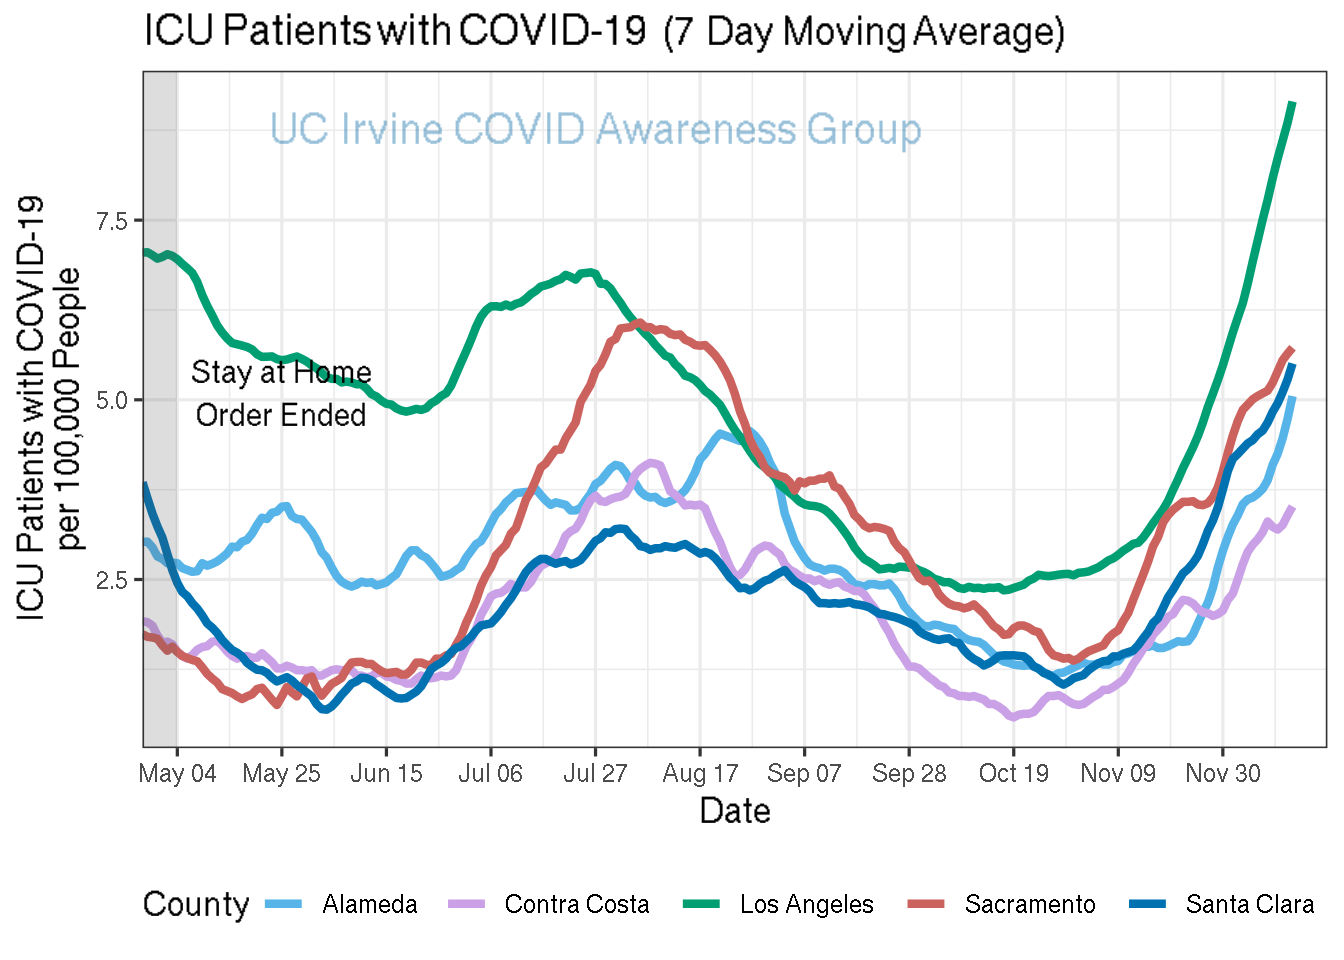 ICU Patients with COVID-19 (7 Day Moving Average)
UC Irvine COVID Awareness Group
ICU Patients with COVID-19
per 100,000 People
7.5
5.0
2.5
Stay at Home
Order Ended
May 04 May 25 Jun 15 Jul 06 Jul 27 Aug 17 Sep 07 Sep 28 Oct 19 Nov 09 Nov 30
Date
County Alameda Contra Costa Los Angeles Sacramento Santa Clara